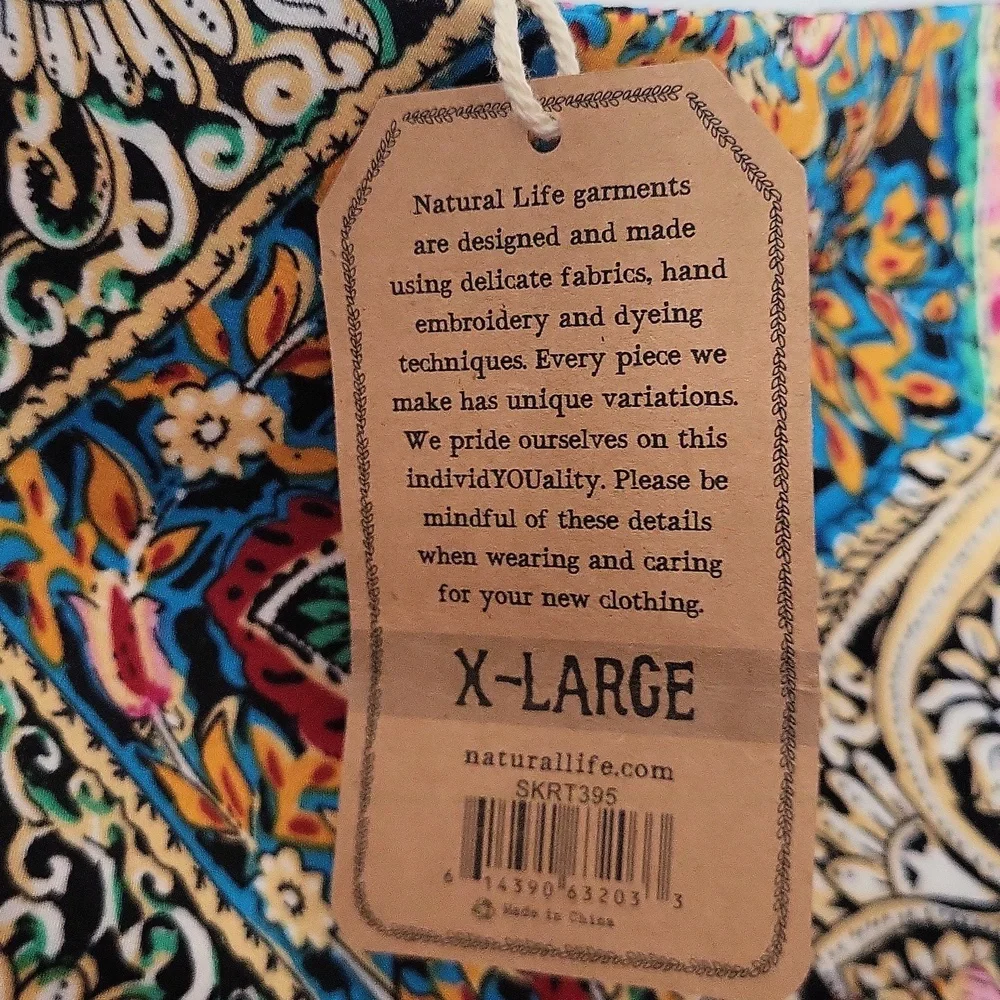 Natural Life garments
are designed and made
using delicate fabrics, hand
embroidery and dyeing
techniques. Every piece we
make has unique variations.
We pride ourselves on this
individYOUality. Please be
mindful of these details
when wearing and caring
for your new clothing.
X-LARGE
naturallife.com
SKRT395
6 14390 63203 3
Made in China